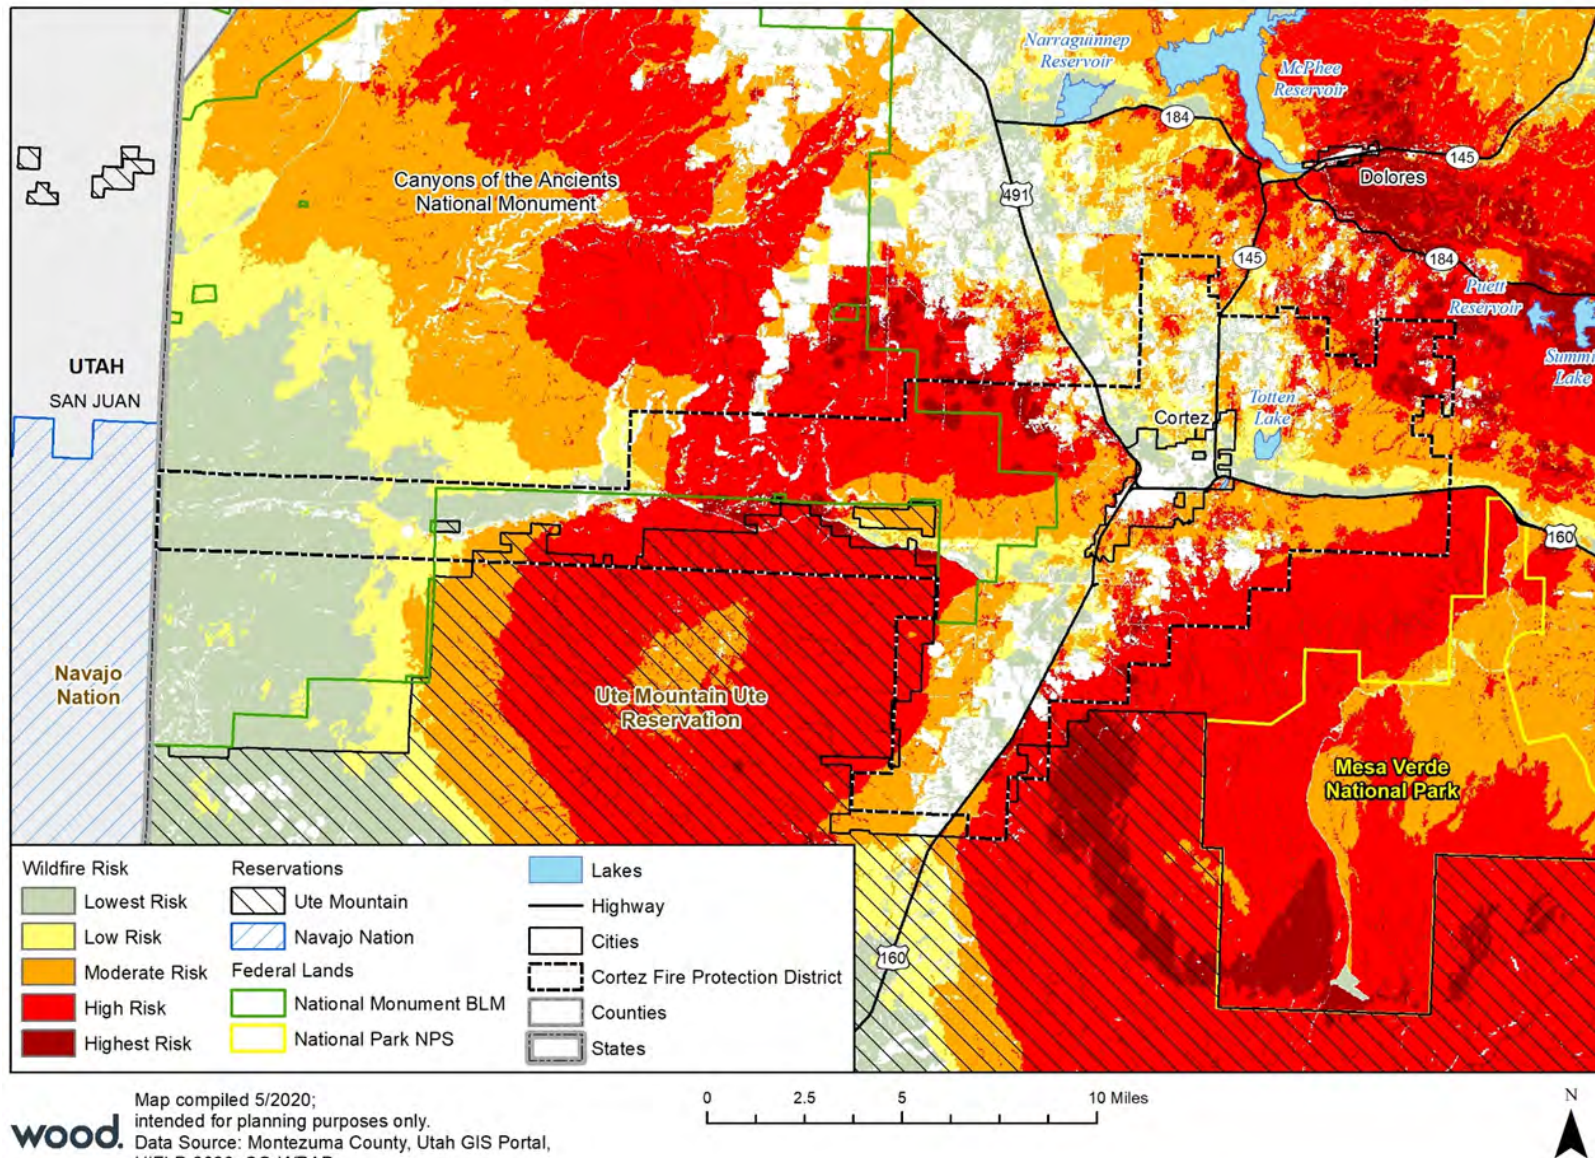 Narraguinnep
Reservoir
McPhee
Reservoir
184
145
Dolores
Canyons of the Ancients
National Monument
491
145
184
Puett
Reservoir
UTAH
SAN JUAN
Summi
Lake
Cortez
Totten
Lake
160
Navajo
Nation
Ute Mountain Ute
Reservation
Mesa Verde
National Park
160
Wildfire Risk
Lowest Risk
Low Risk
Moderate Risk
High Risk
Highest Risk
Reservations
Ute Mountain
Navajo Nation
Federal Lands
National Monument BLM
National Park NPS
Lakes
Highway
Cities
Cortez Fire Protection District
Counties
States
wood.
Map compiled 5/2020;
intended for planning purposes only.
Data Source: Montezuma County, Utah GIS Portal,
0 2.5 5 10 Miles
N